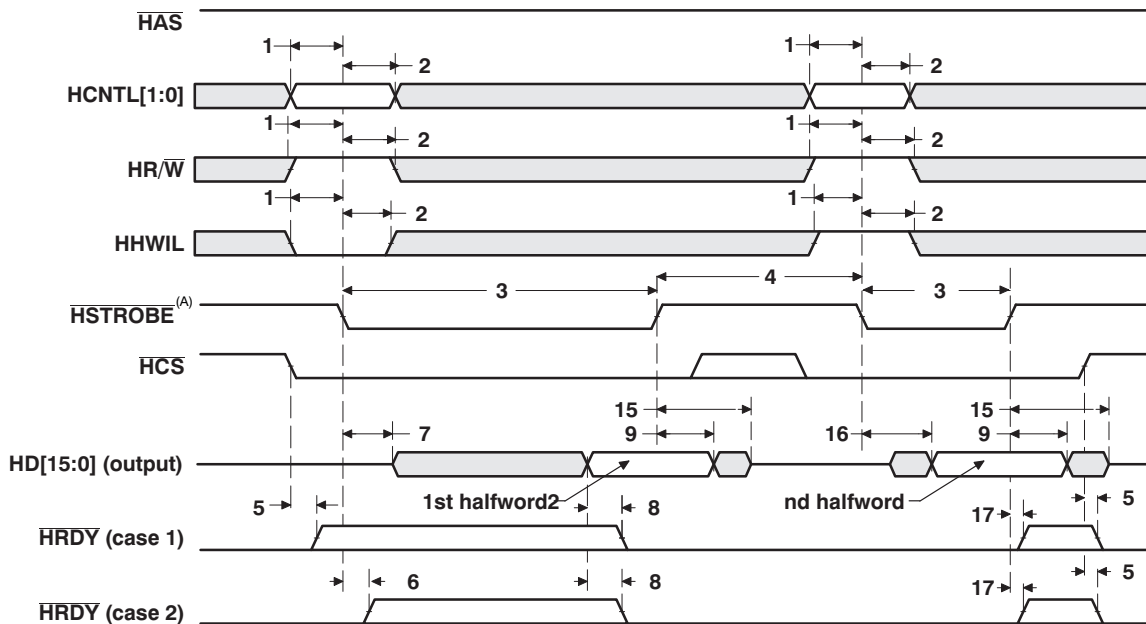 HAS
1
1
2
2
HCNTL[1:0]
1
1
2
2
HR/W
1
1
2
2
HHWIL
3
4
3
HSTROBE(A)
HCS
15
15
7
9
16
9
HD[15:0] (output)
1st halfword2
nd halfword
5
8
17
5
HRDY (case 1)
6
8
17
5
HRDY (case 2)